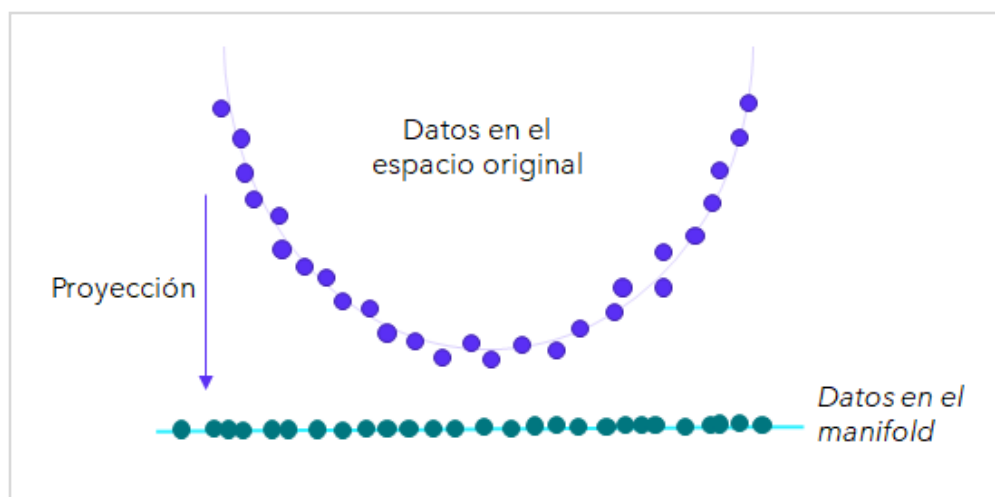 Datos en el
espacio original
Proyección
Datos en el
manifold